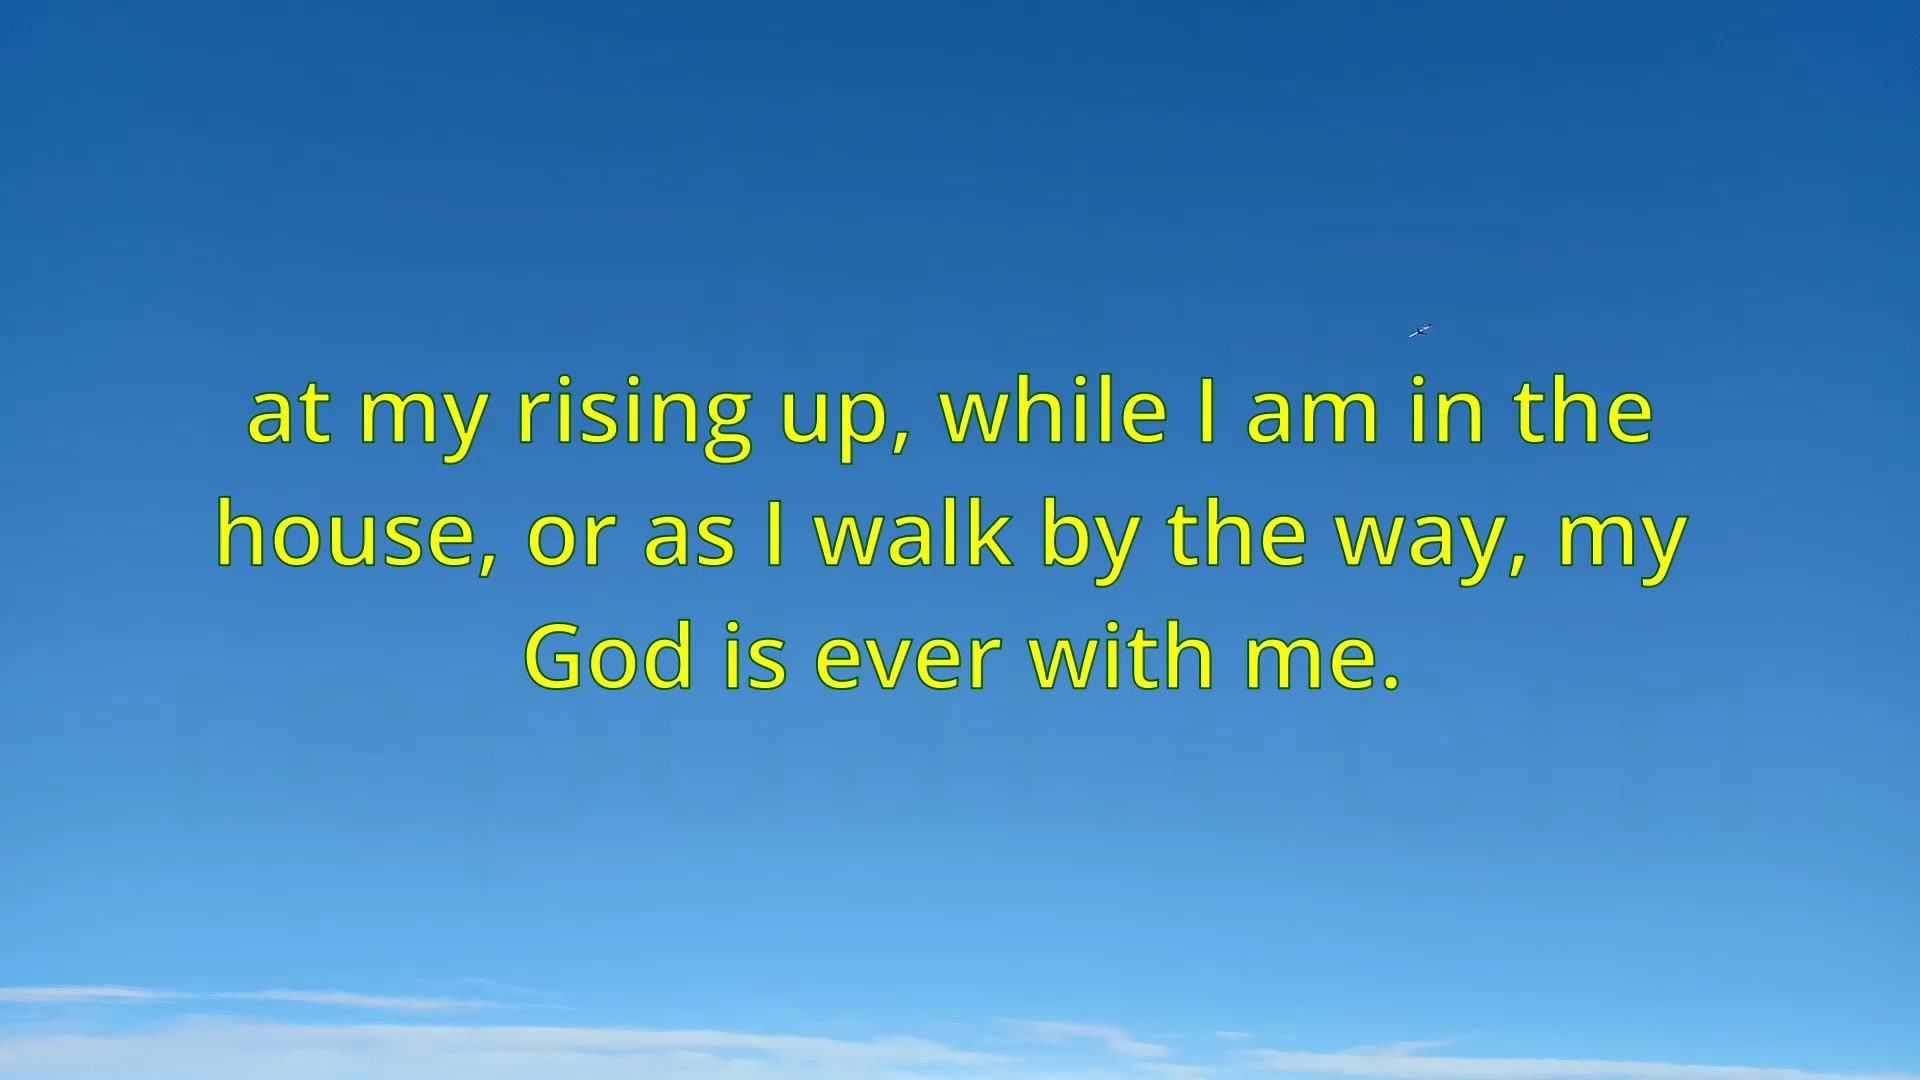 at my rising up, while I am in the
house, or as I walk by the way, my
God is ever with me.